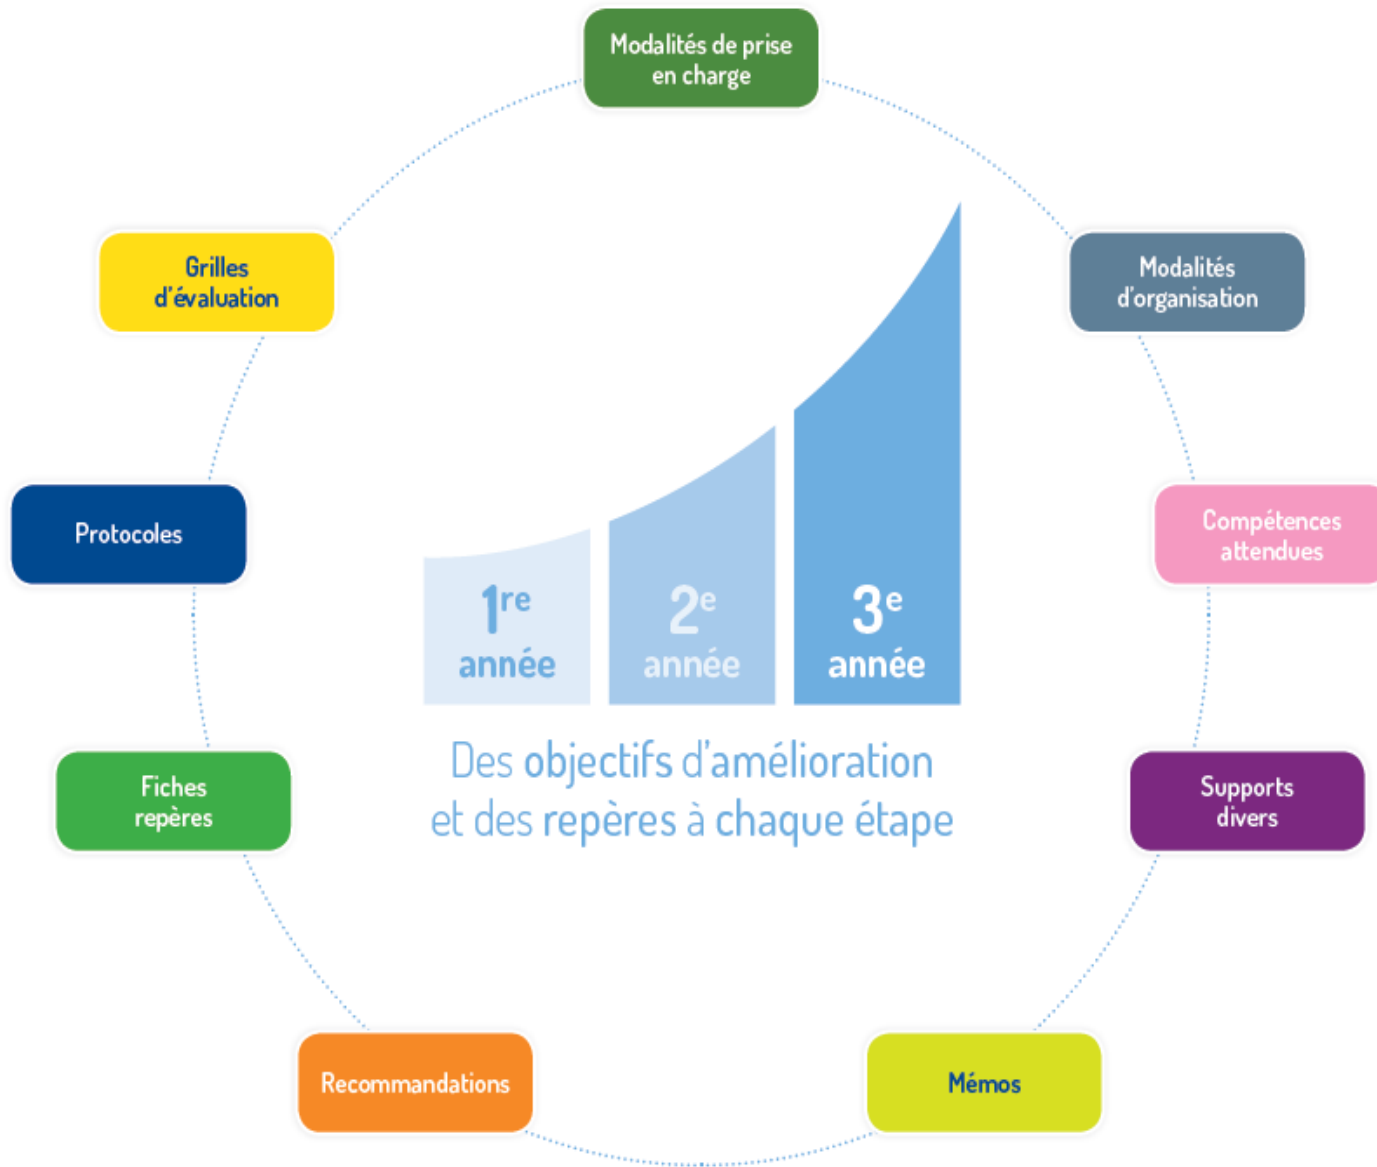 Modalités de prise
en charge
Grilles
d'évaluation
Modalités
d'organisation
Protocoles
Compétences
attendues
1re
année
2e
année
3e
année
Des objectifs d'amélioration
et des repères à chaque étape
Fiches
repères
Supports
divers
Recommandations
Mémos